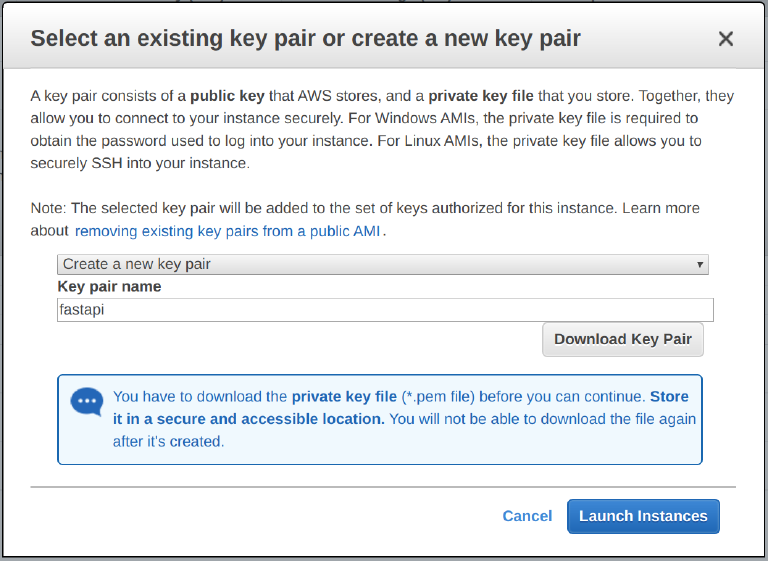 Select an existing key pair or create a new key pair
A key pair consists of a public key that AWS stores, and a private key file that you store. Together, they
allow you to connect to your instance securely. For Windows AMIs, the private key file is required to
obtain the password used to log into your instance. For Linux AMIs, the private key file allows you to
securely SSH into your instance.
Note: The selected key pair will be added to the set of keys authorized for this instance. Learn more
about removing existing key pairs from a public AMI.
Create a new key pair
Key pair name
fastapi
Download Key Pair
You have to download the private key file (*.pem file) before you can continue. Store
it in a secure and accessible location. You will not be able to download the file again
after it's created.
Cancel
Launch Instances